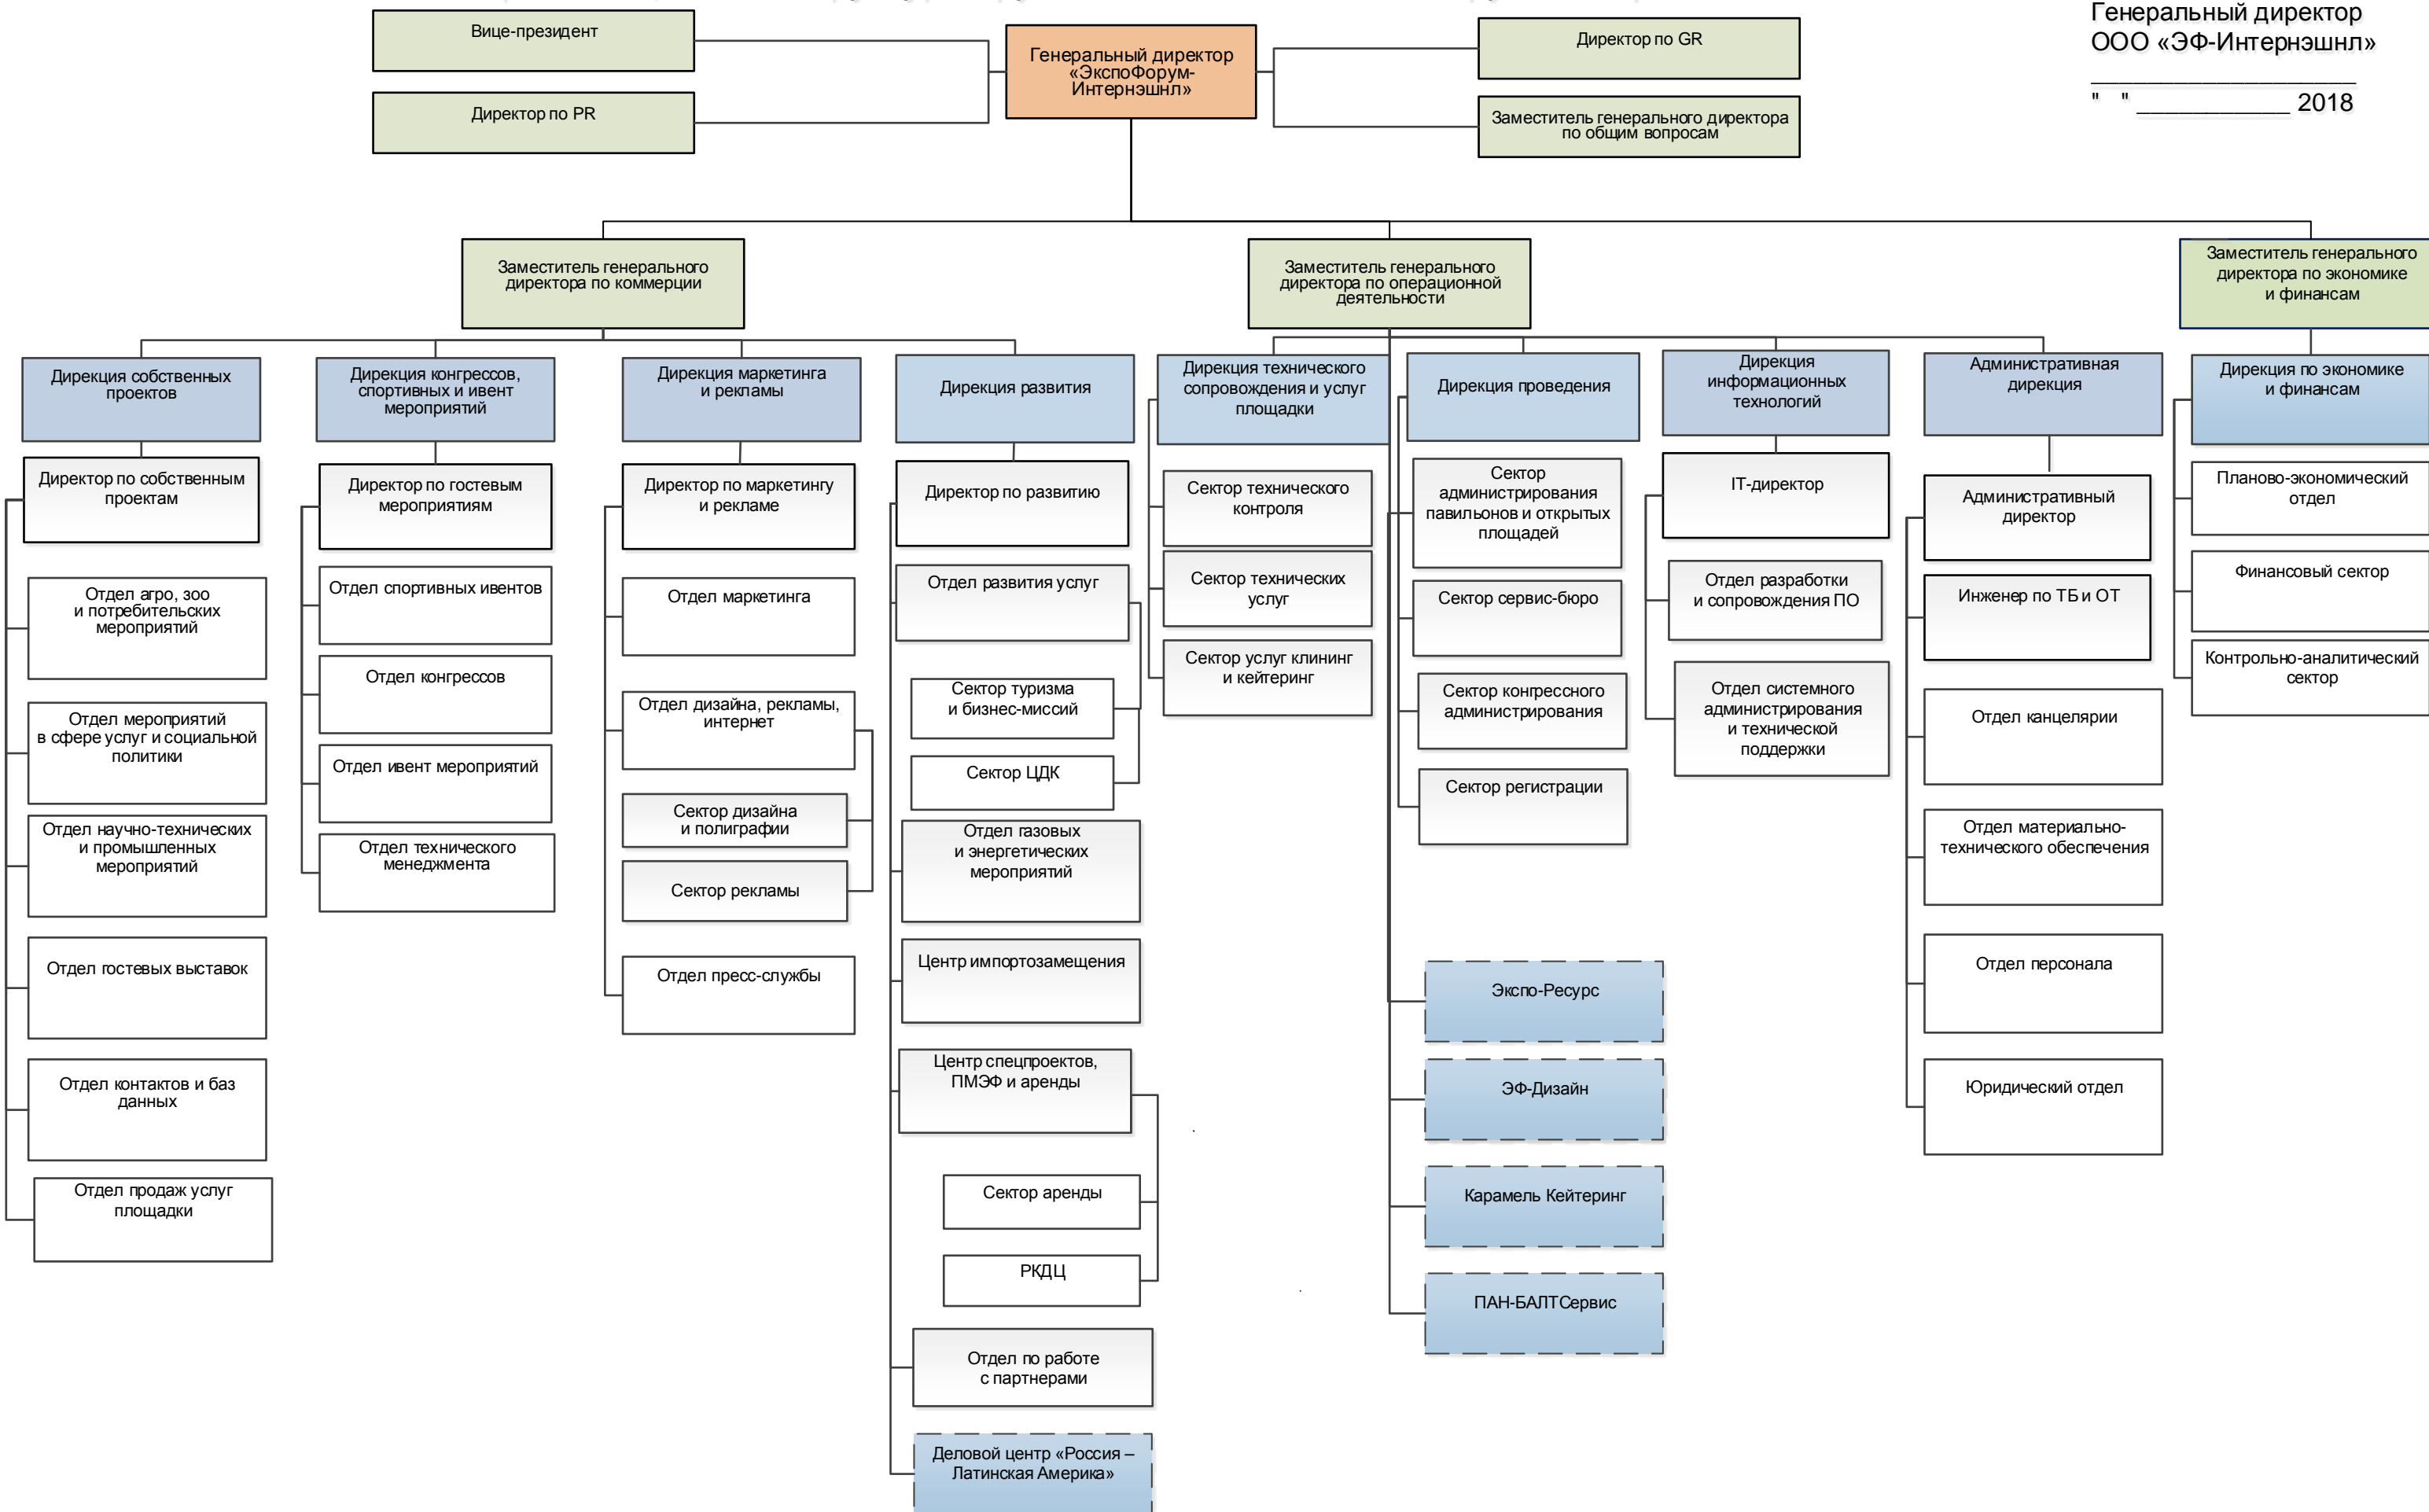 Генеральный директор
ООО «ЭФ-Интернэшнл»
" " ___________ 2018
Вице-президент
Директор по PR
Генеральный директор
«ЭкспоФорум-
Интернэшнл»
Директор по GR
Заместитель генерального директора
по общим вопросам
Заместитель генерального
директора по коммерции
Заместитель генерального
директора по операционной
деятельности
Заместитель генерального
директора по экономике
и финансам
Дирекция собственных
проектов
Директор по собственным
проектам
Отдел агро, зоо
и потребительских
мероприятий
Отдел мероприятий
в сфере услуг и социальной
политики
Отдел научно-технических
и промышленных
мероприятий
Отдел гостевых выставок
Отдел контактов и баз
данных
Отдел продаж услуг
площадки
Дирекция конгрессов,
спортивных и ивент
мероприятий
Директор по гостевым
мероприятиям
Отдел спортивных ивентов
Отдел конгрессов
Отдел ивент мероприятий
Отдел технического
менеджмента
Дирекция маркетинга
и рекламы
Директор по маркетингу
и рекламе
Отдел маркетинга
Отдел дизайна, рекламы,
интернет
Сектор дизайна
и полиграфии
Сектор рекламы
Отдел пресс-службы
Дирекция развития
Директор по развитию
Отдел развития услуг
Сектор туризма
и бизнес-миссий
Сектор ЦДК
Отдел газовых
и энергетических
мероприятий
Центр импортозамещения
Центр спецпроектов,
ПМЭФ и аренды
Сектор аренды
РКДЦ
Отдел по работе
с партнерами
Деловой центр «Россия –
Латинская Америка»
Дирекция технического
сопровождения и услуг
площадки
Сектор технического
контроля
Сектор технических
услуг
Сектор услуг клининг
и кейтеринг
Дирекция проведения
Сектор
администрирования
павильонов и открытых
площадей
Сектор сервис-бюро
Сектор конгрессного
администрирования
Сектор регистрации
Экспо-Ресурс
ЭФ-Дизайн
Карамель Кейтеринг
ПАН-БАЛТСервис
Дирекция
информационных
технологий
IT-директор
Отдел разработки
и сопровождения ПО
Отдел системного
администрирования
и технической
поддержки
Административная
дирекция
Административный
директор
Инженер по ТБ и ОТ
Отдел канцелярии
Отдел материально-
технического обеспечения
Отдел персонала
Юридический отдел
Дирекция по экономике
и финансам
Планово-экономический
отдел
Финансовый сектор
Контрольно-аналитический
сектор